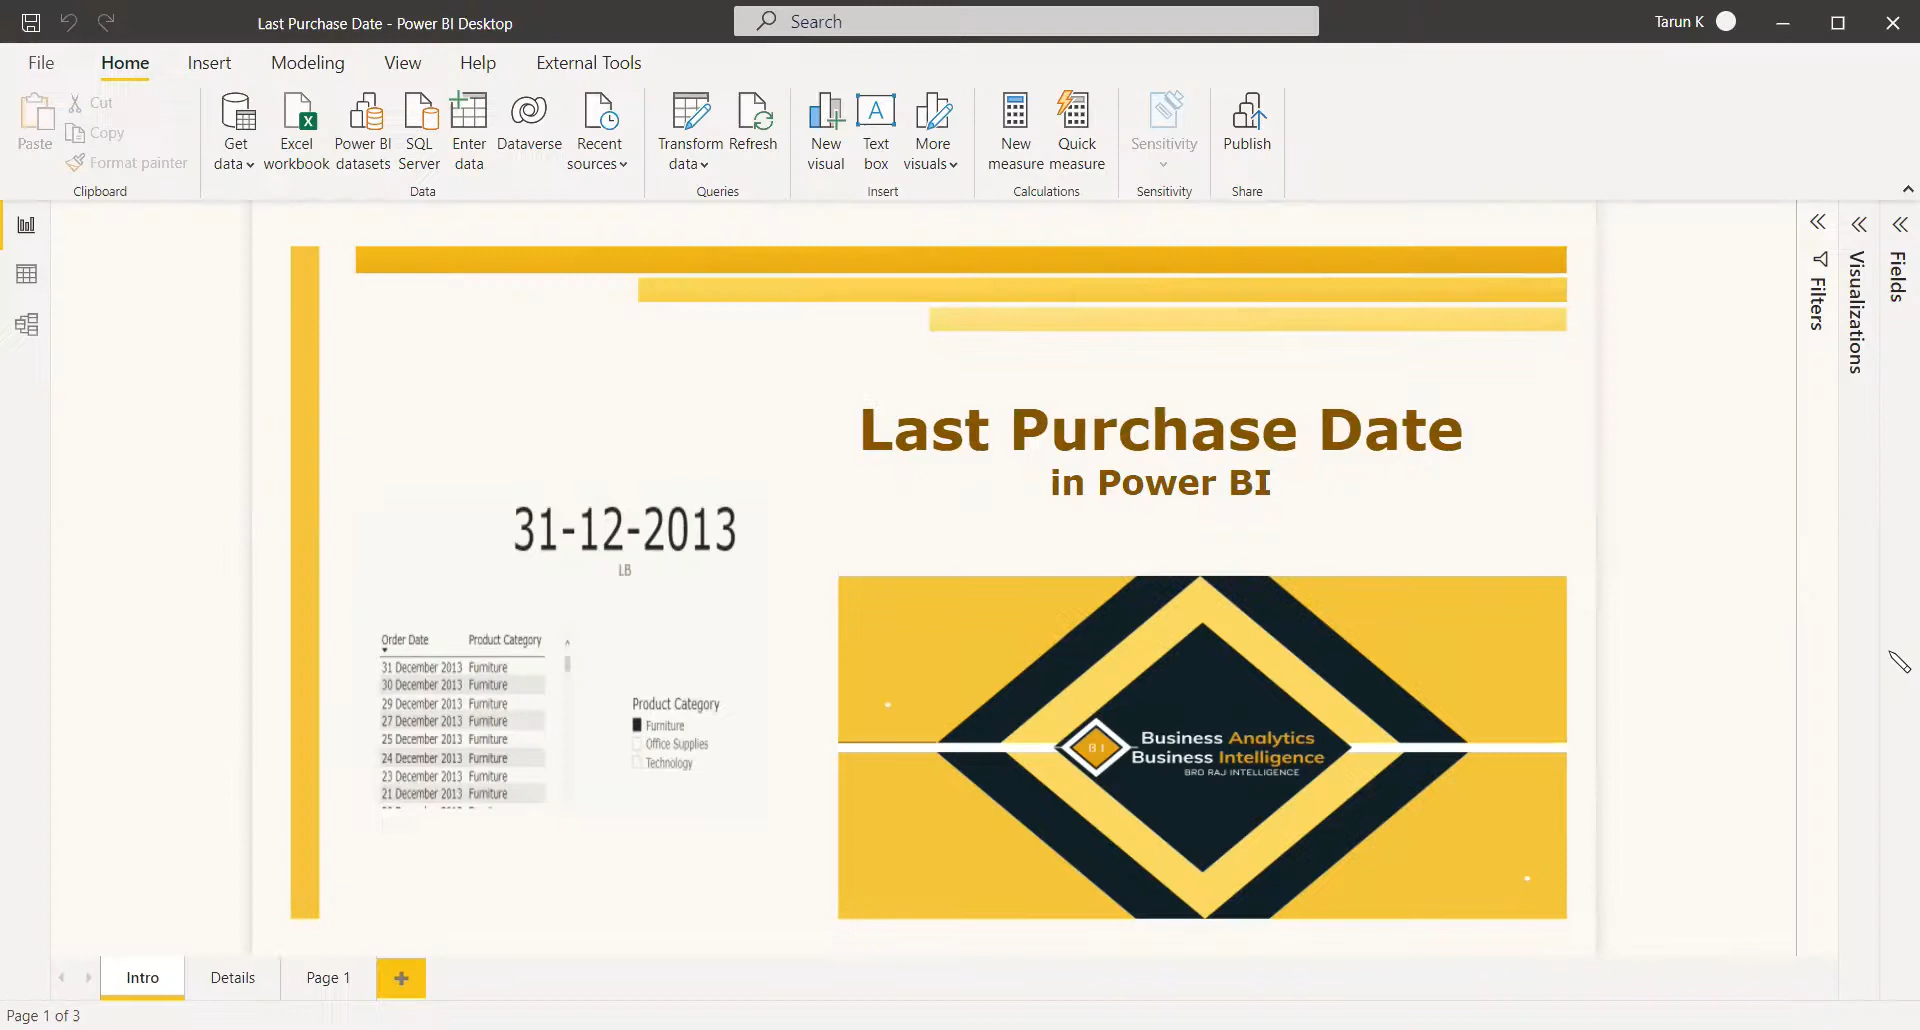 Last Purchase Date - Power BI Desktop
Search
Tarun K
File Home Insert Modeling View Help External Tools
Paste
Cut
Copy
Format painter
Clipboard
Get data
Excel workbook
Power BI datasets
SQL Server
Enter data
Dataverse
Recent sources
Data
Transform data
Refresh
Queries
New visual
Text box
More visuals
Insert
New measure
Quick measure
Calculations
Sensitivity
Sensitivity
Publish
Share
Filters
Visualizations
Fields
Last Purchase Date
in Power BI
31-12-2013
LB
Order Date Product Category
31 December 2013 Furniture
30 December 2013 Furniture
29 December 2013 Furniture
27 December 2013 Furniture
25 December 2013 Furniture
24 December 2013 Furniture
23 December 2013 Furniture
21 December 2013 Furniture
Product Category
Furniture
Office Supplies
Technology
B I
Business Analytics
Business Intelligence
BRO RAJ INTELLIGENCE
Intro Details Page 1
Page 1 of 3